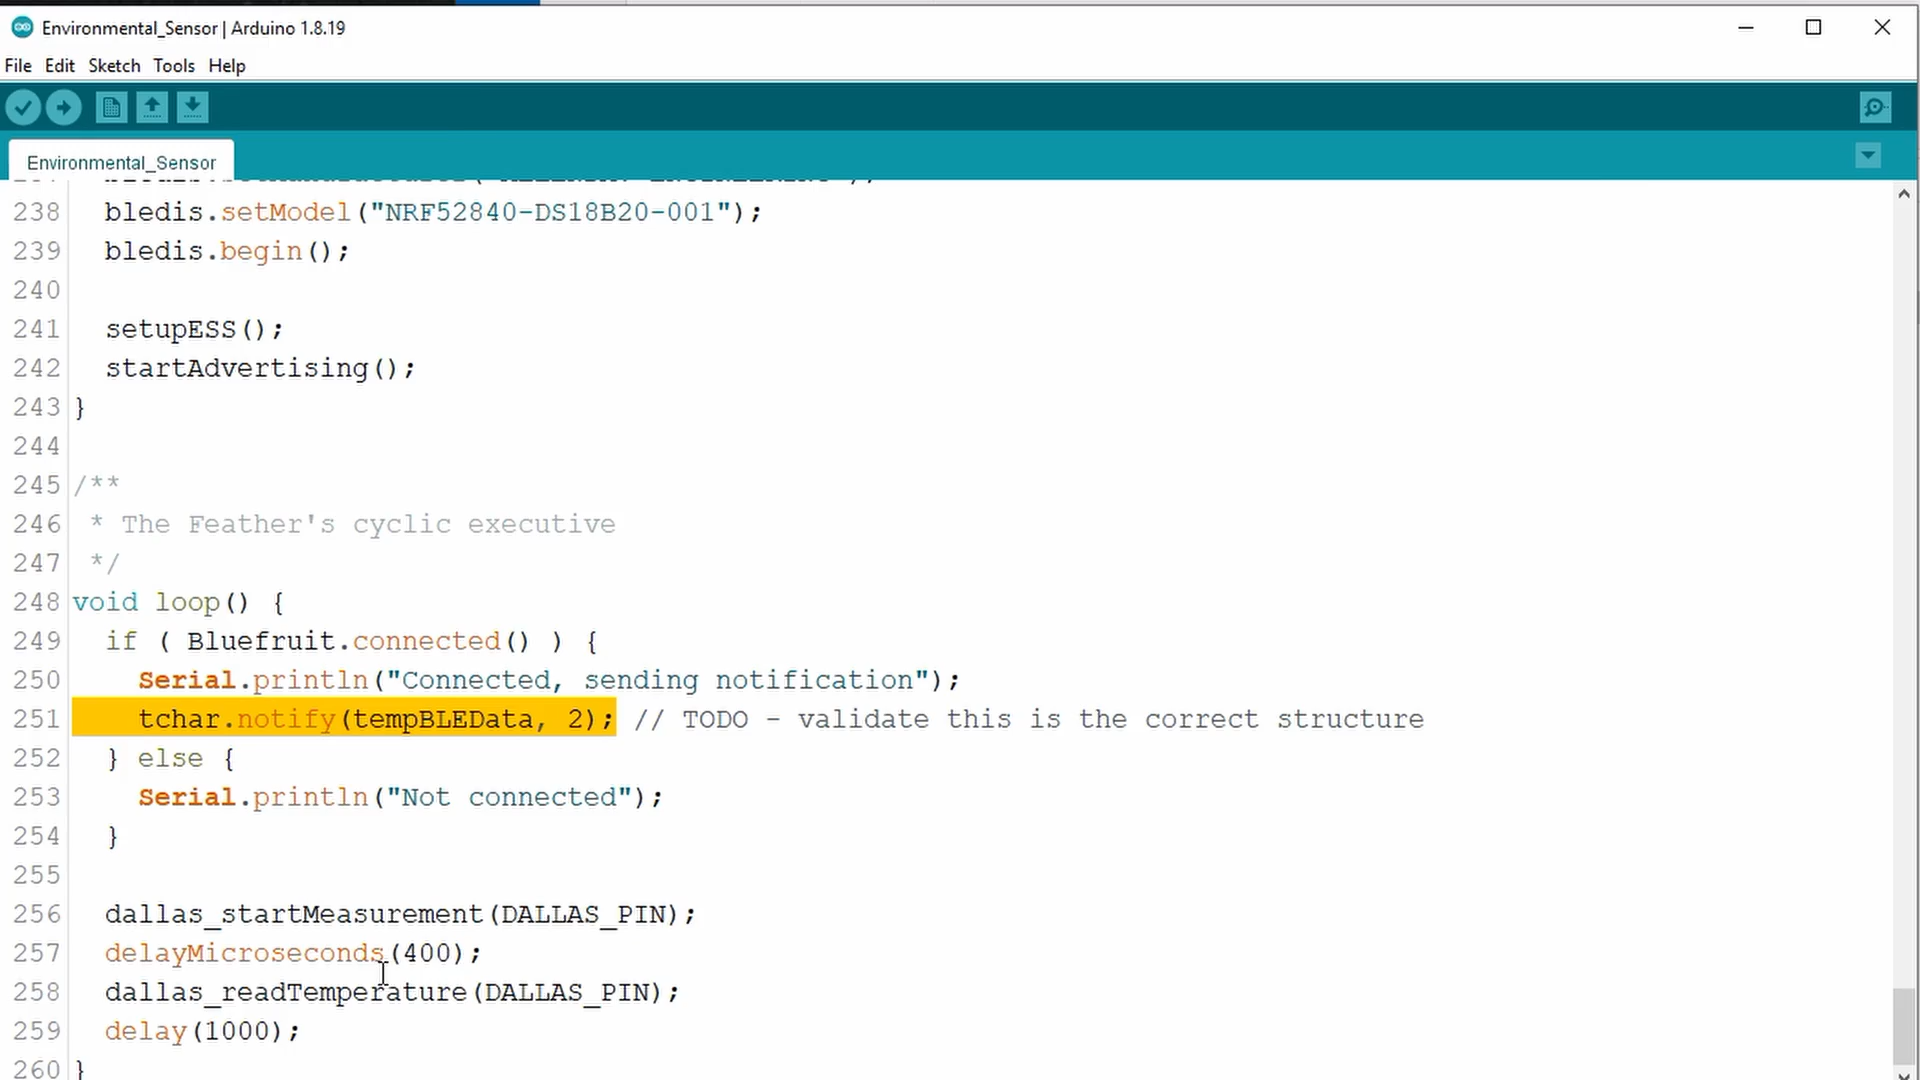 Environmental_Sensor | Arduino 1.8.19
File Edit Sketch Tools Help
Environmental_Sensor
238 bledis.setModel("NRF52840-DS18B20-001");
239 bledis.begin();
240
241 setupESS();
242 startAdvertising();
243 }
244
245 /**
246 * The Feather's cyclic executive
247 */
248 void loop() {
249 if ( Bluefruit.connected() ) {
250 Serial.println("Connected, sending notification");
251 tchar.notify(tempBLEData, 2); // TODO - validate this is the correct structure
252 } else {
253 Serial.println("Not connected");
254 }
255
256 dallas_startMeasurement(DALLAS_PIN);
257 delayMicroseconds(400);
258 dallas_readTemperature(DALLAS_PIN);
259 delay(1000);
260 }